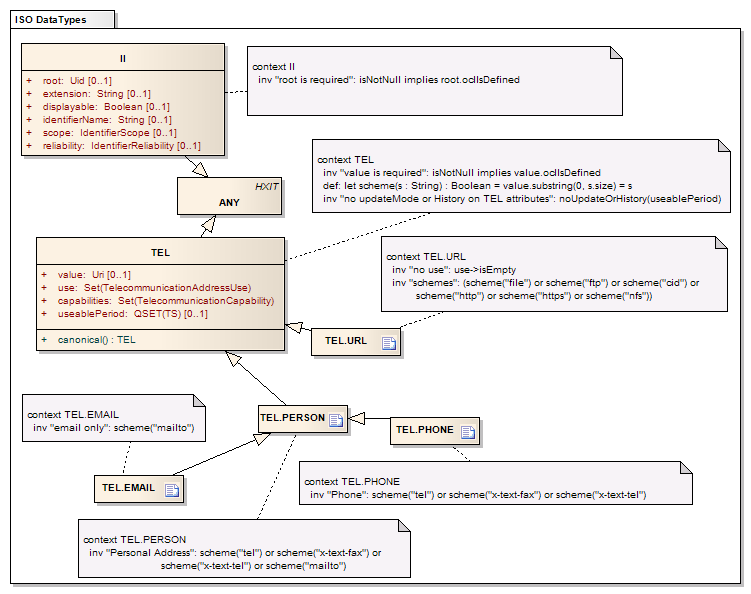 ISO DataTypes
II
+ root: Uid [0..1]
+ extension: String [0..1]
+ displayable: Boolean [0..1]
+ identifierName: String [0..1]
+ scope: IdentifierScope [0..1]
+ reliability: IdentifierReliability [0..1]
context II
inv "root is required": isNotNull implies root.oclIsDefined
HXIT
ANY
context TEL
inv "value is required": isNotNull implies value.oclIsDefined
def: let scheme(s : String) : Boolean = value.substring(0, s.size) = s
inv "no updateMode or History on TEL attributes": noUpdateOrHistory(useablePeriod)
TEL
+ value: Uri [0..1]
+ use: Set(TelecommunicationAddressUse)
+ capabilities: Set(TelecommunicationCapability)
+ useablePeriod: QSET(TS) [0..1]
+ canonical() : TEL
context TEL.URL
inv "no use": use->isEmpty
inv "schemes": (scheme("file") or scheme("ftp") or scheme("cid") or
scheme("http") or scheme("https") or scheme("nfs"))
TEL.URL
context TEL.EMAIL
inv "email only": scheme("mailto")
TEL.PERSON
TEL.PHONE
TEL.EMAIL
context TEL.PHONE
inv "Phone": scheme("tel") or scheme("x-text-fax") or scheme("x-text-tel")
context TEL.PERSON
inv "Personal Address": scheme("tel") or scheme("x-text-fax") or
scheme("x-text-tel") or scheme("mailto")